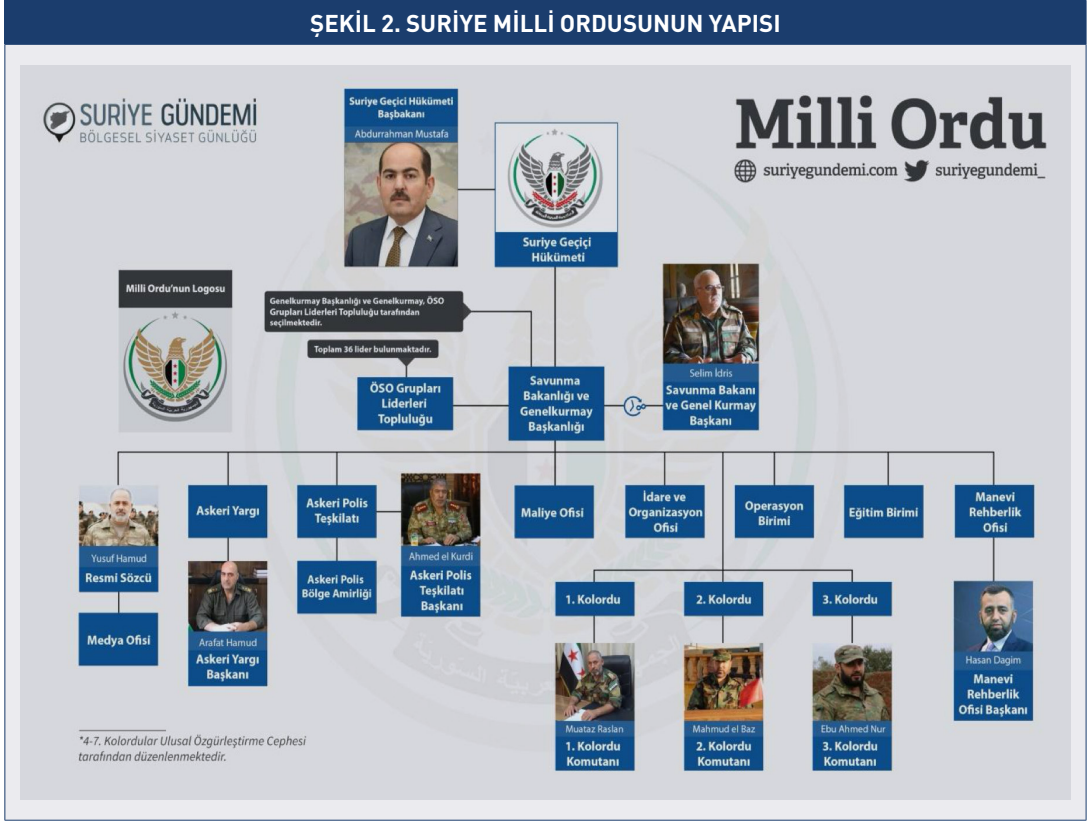 ŞEKİL 2. SURİYE MİLLİ ORDUSUNUN YAPISI
SURİYE GÜNDEMİ
BÖLGESEL SİYASET GÜNLÜĞÜ
Suriye Geçici Hükümeti
Başbakanı
Abdurrahman Mustafa
Milli Ordu
suriyegundemi.com suriyegundemi_
Suriye Geçiçi
Hükümeti
Milli Ordu'nun Logosu
Genelkurmay Başkanlığı ve Genelkurmay, ÖSO
Grupları Liderleri Topluluğu tarafından
seçilmektedir.
Toplam 36 lider bulunmaktadır.
ÖSO Grupları
Liderleri
Topluluğu
Savunma
Bakanlığı ve
Genelkurmay
Başkanlığı
Selim İdris
Savunma Bakanı
ve Genel Kurmay
Başkanı
Yusuf Hamud
Resmi Sözcü
Medya Ofisi
Askeri Yargı
Arafat Hamud
Askeri Yargı
Başkanı
Askeri Polis
Teşkilatı
Askeri Polis
Bölge Amirliği
Ahmed el Kurdi
Askeri Polis
Teşkilatı
Başkanı
Maliye Ofisi
İdare ve
Organizasyon
Ofisi
Operasyon
Birimi
Eğitim Birimi
Manevi
Rehberlik
Ofisi
1. Kolordu
2. Kolordu
3. Kolordu
Muataz Raslan
1. Kolordu
Komutanı
Mahmud el Baz
2. Kolordu
Komutanı
Ebu Ahmed Nur
3. Kolordu
Komutanı
Hasan Dagim
Manevi
Rehberlik
Ofisi Başkanı
*4-7. Kolordular Ulusal Özgürleştirme Cephesi
tarafından düzenlenmektedir.